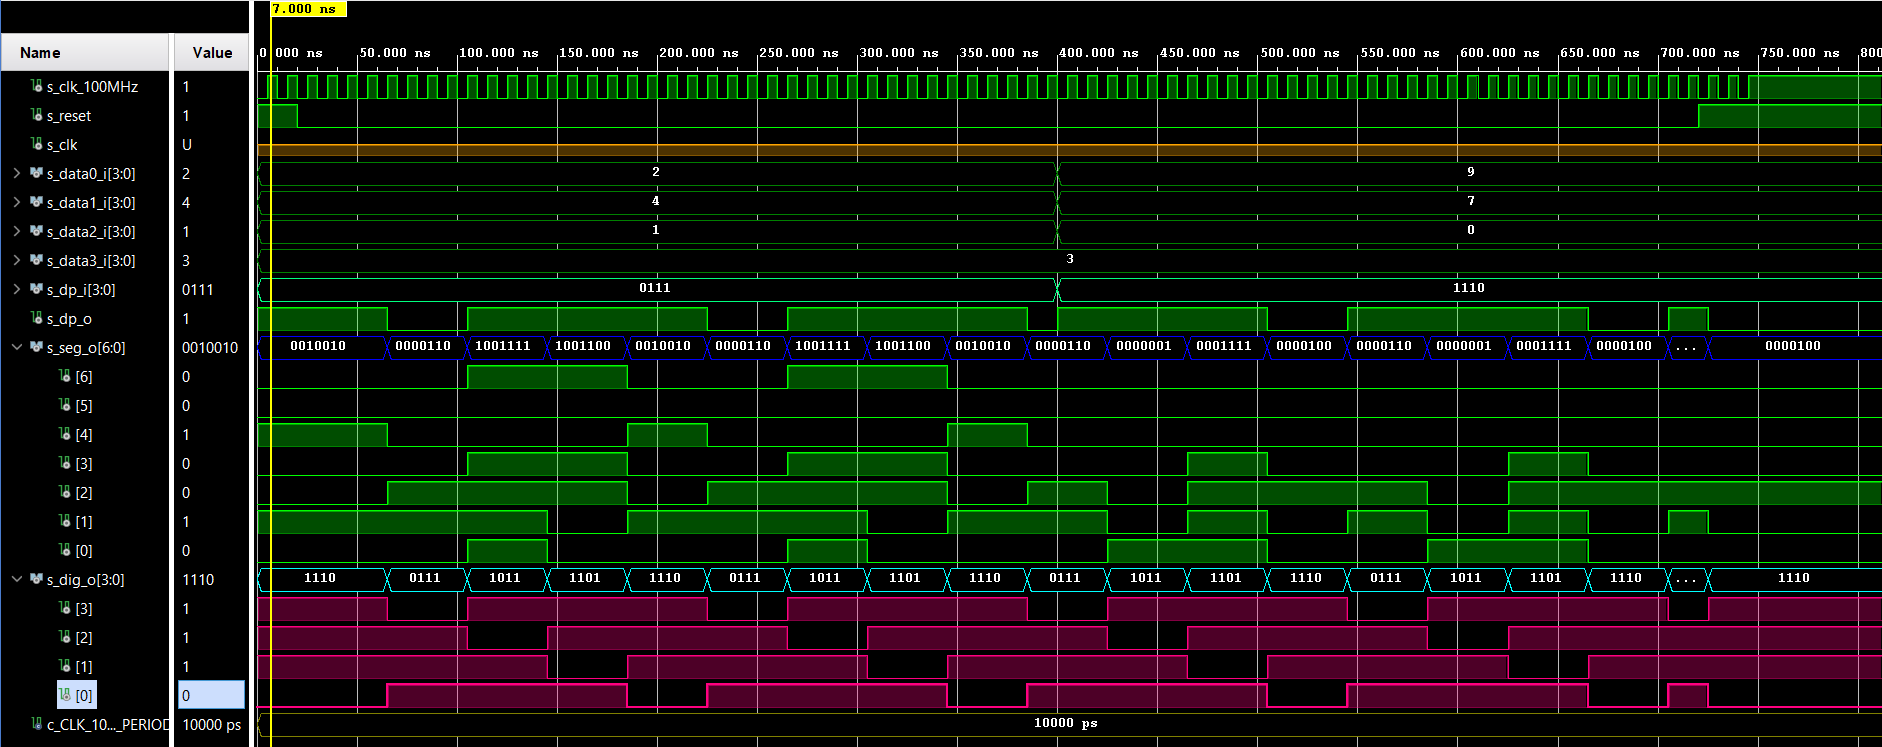 7.000 ns
Name Value
0.000 ns 50.000 ns 100.000 ns 150.000 ns 200.000 ns 250.000 ns 300.000 ns 350.000 ns 400.000 ns 450.000 ns 500.000 ns 550.000 ns 600.000 ns 650.000 ns 700.000 ns 750.000 ns 800
s_clk_100MHz 1
s_reset 1
s_clk U
s_data0_i[3:0] 2 2 9
s_data1_i[3:0] 4 4 7
s_data2_i[3:0] 1 1 0
s_data3_i[3:0] 3 3
s_dp_i[3:0] 0111 0111 1110
s_dp_o 1
s_seg_o[6:0] 0010010 0010010 0000110 1001111 1001100 0010010 0000110 1001111 1001100 0010010 0000110 0000001 0001111 0000100 0000110 0000001 0001111 0000100 ... 0000100
[6] 0
[5] 0
[4] 1
[3] 0
[2] 0
[1] 1
[0] 0
s_dig_o[3:0] 1110 1110 0111 1011 1101 1110 0111 1011 1101 1110 0111 1011 1101 1110 0111 1011 1101 1110 ... 1110
[3] 1
[2] 1
[1] 1
[0] 0
c_CLK_10..._PERIOD 10000 ps 10000 ps